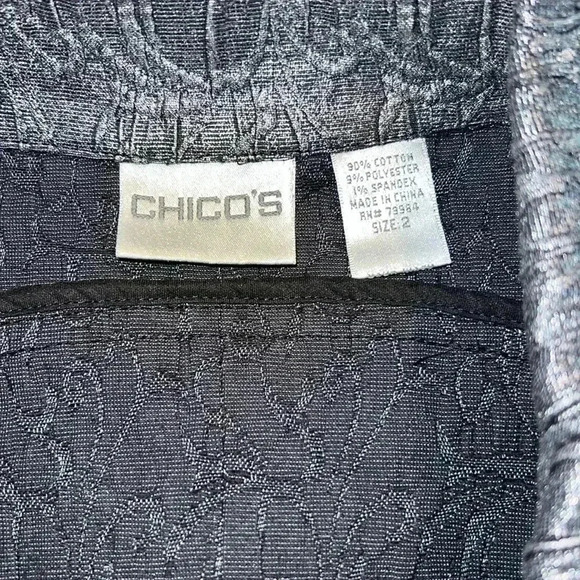 CHICO'S
90% COTTON
9% POLYESTER
1% SPANDEX
MADE IN CHINA
RN# 79984
SIZE: 2